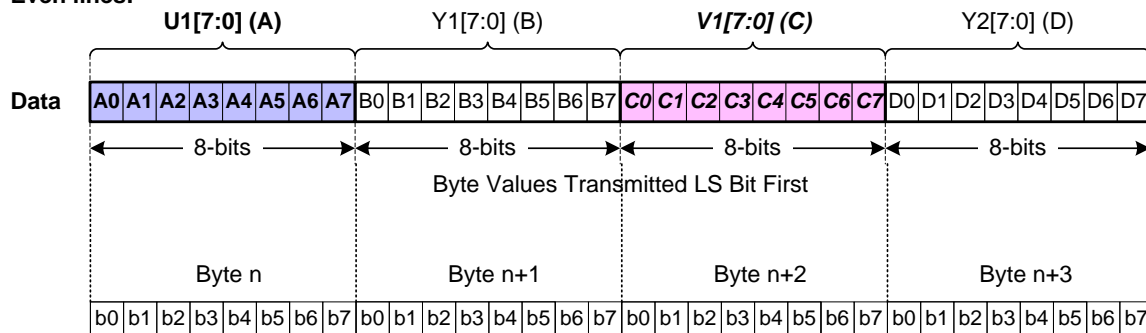 Even lines:
U1[7:0] (A) Y1[7:0] (B) V1[7:0] (C) Y2[7:0] (D)
Data A0 A1 A2 A3 A4 A5 A6 A7 B0 B1 B2 B3 B4 B5 B6 B7 C0 C1 C2 C3 C4 C5 C6 C7 D0 D1 D2 D3 D4 D5 D6 D7
8-bits 8-bits 8-bits 8-bits
Byte Values Transmitted LS Bit First
Byte n Byte n+1 Byte n+2 Byte n+3
b0 b1 b2 b3 b4 b5 b6 b7 b0 b1 b2 b3 b4 b5 b6 b7 b0 b1 b2 b3 b4 b5 b6 b7 b0 b1 b2 b3 b4 b5 b6 b7